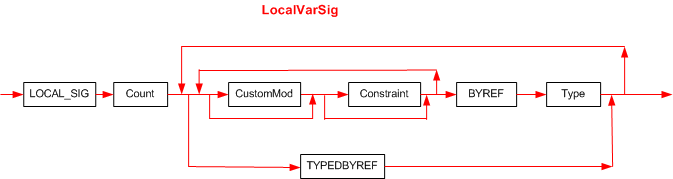 LocalVarSig
LOCAL_SIG Count CustomMod Constraint BYREF Type
TYPEDBYREF